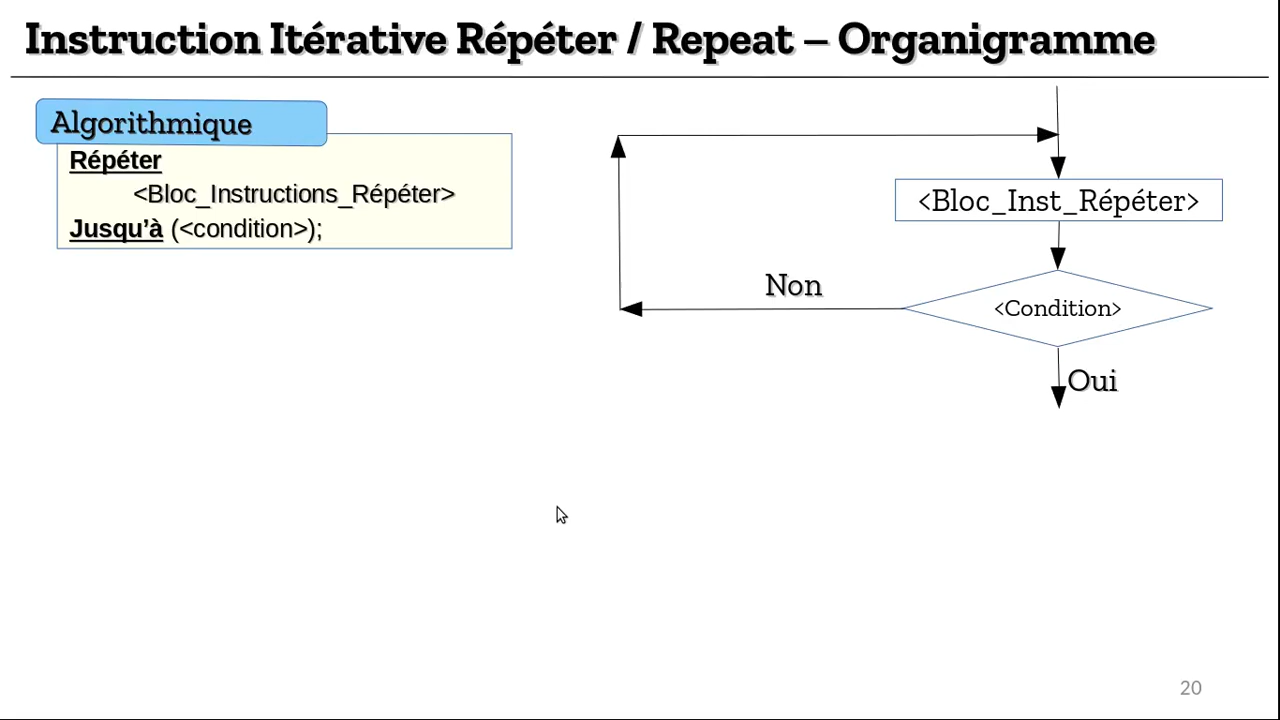 Instruction Itérative Répéter / Repeat – Organigramme
Algorithmique
Répéter
<Bloc_Instructions_Répéter>
Jusqu’à (<condition>);
<Bloc_Inst_Répéter>
Non
<Condition>
Oui
20